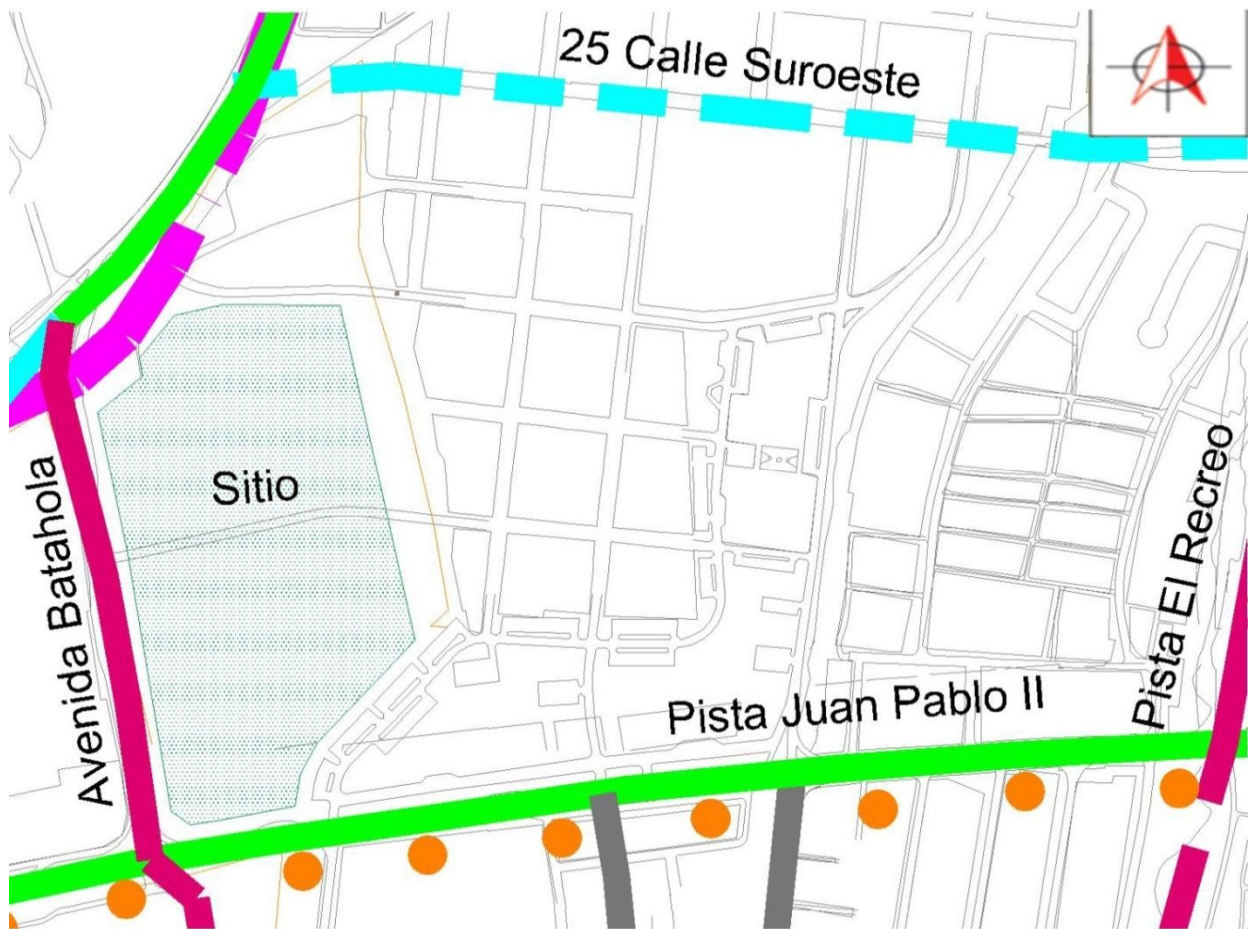 25 Calle Suroeste
Sitio
Avenida Batahola
Pista El Recreo
Pista Juan Pablo II